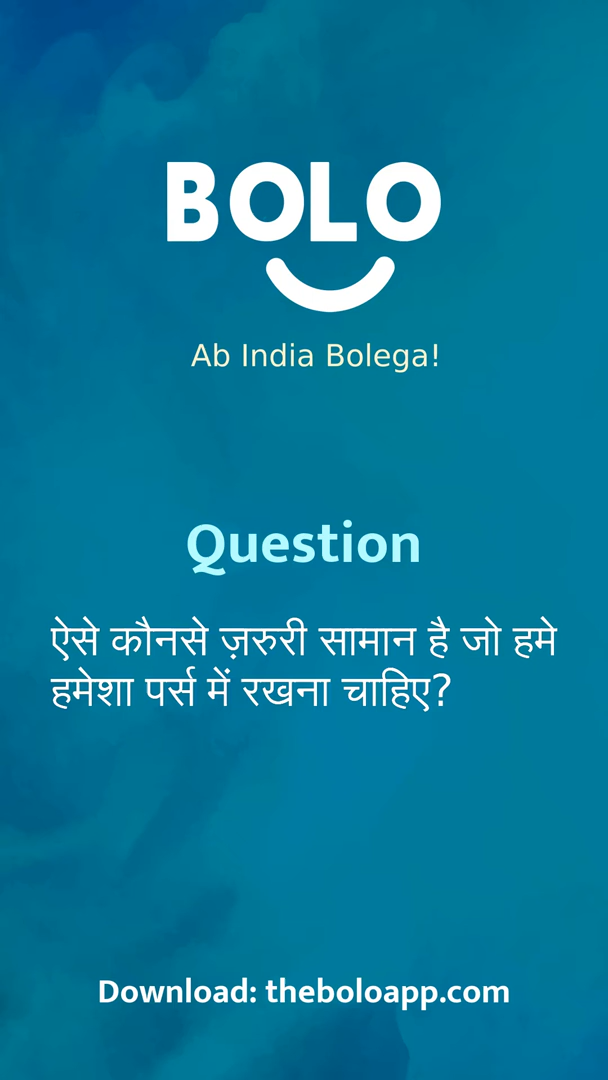 BOLO
Ab India Bolega!
Question
ऐसे कौनसे ज़रुरी सामान है जो हमे
हमेशा पर्स में रखना चाहिए?
Download: theboloapp.com